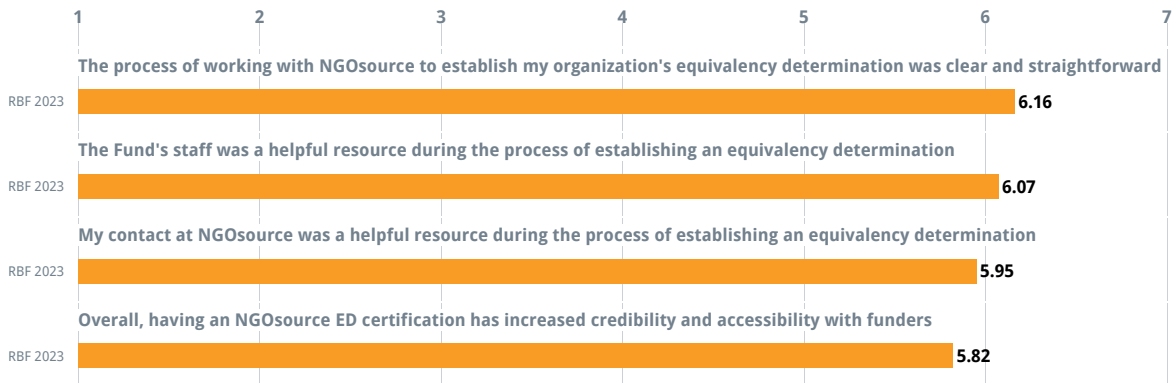 1 2 3 4 5 6 7
The process of working with NGOsource to establish my organization's equivalency determination was clear and straightforward
RBF 2023 6.16
The Fund's staff was a helpful resource during the process of establishing an equivalency determination
RBF 2023 6.07
My contact at NGOsource was a helpful resource during the process of establishing an equivalency determination
RBF 2023 5.95
Overall, having an NGOsource ED certification has increased credibility and accessibility with funders
RBF 2023 5.82